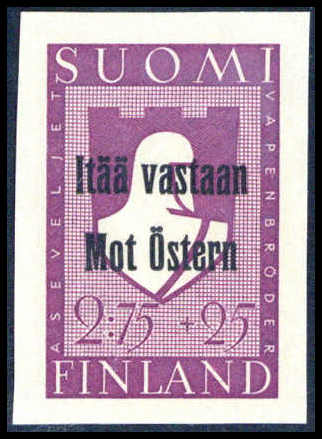 SUOMI
ASEVELJET
VAPENBRÖDER
Itää vastaan
Mot Östern
2:75 + 25
FINLAND